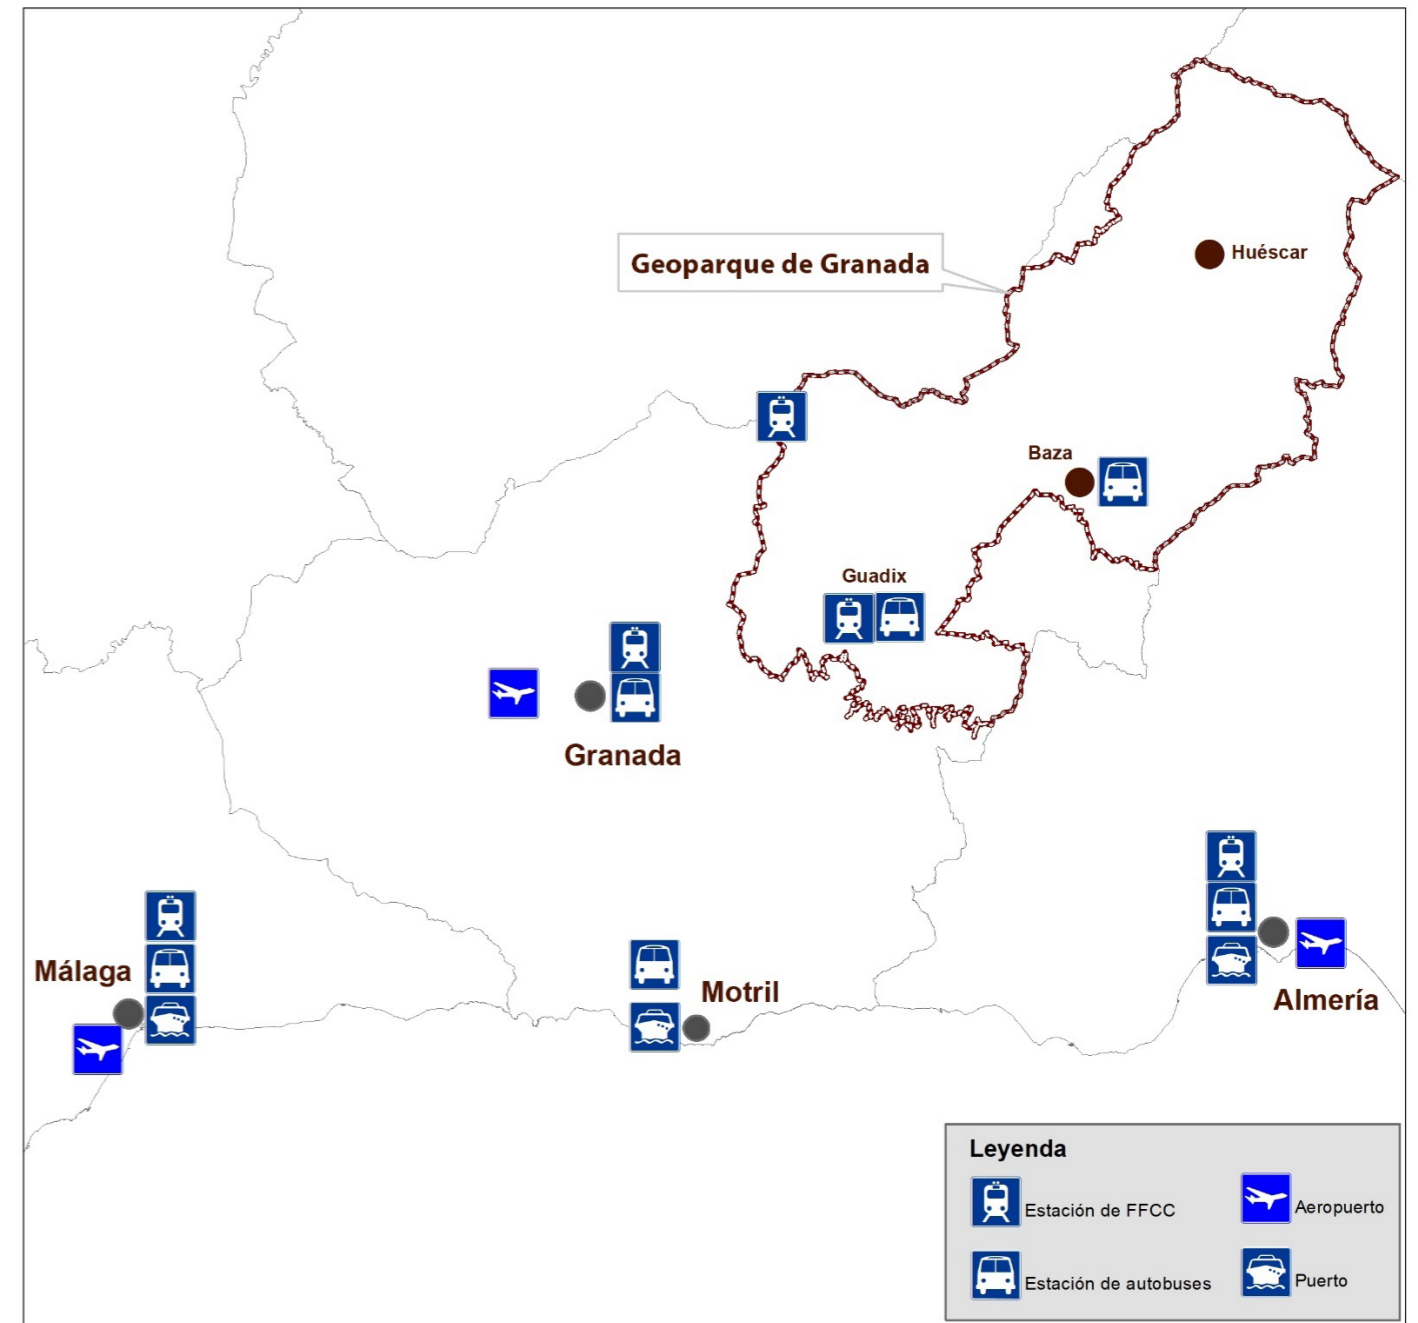 Huéscar
Geoparque de Granada
Baza
Guadix
Granada
Málaga
Motril
Almería
Leyenda
Estación de FFCC
Aeropuerto
Estación de autobuses
Puerto